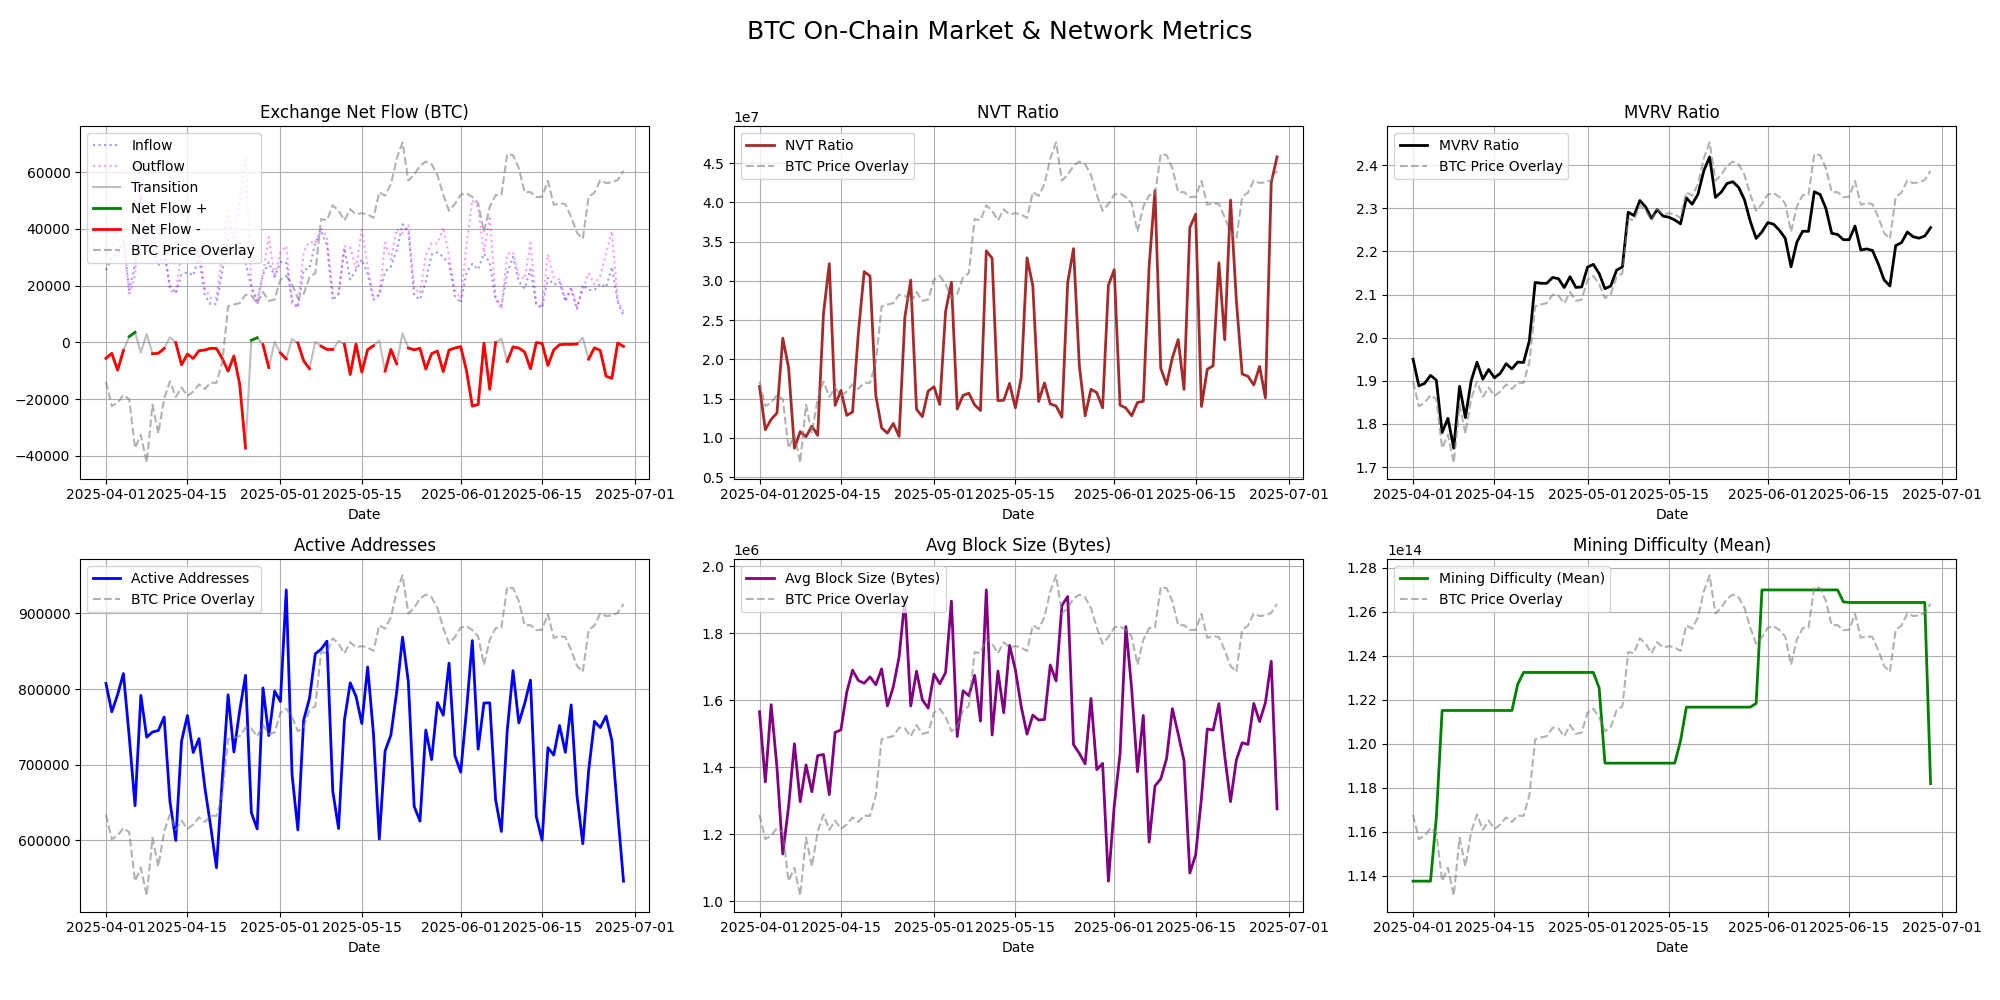 BTC On-Chain Market & Network Metrics
Exchange Net Flow (BTC)
Inflow
Outflow
Transition
Net Flow +
Net Flow -
BTC Price Overlay
60000
40000
20000
0
−20000
−40000
2025-04-01
2025-04-15
2025-05-01
2025-05-15
2025-06-01
2025-06-15
2025-07-01
Date
NVT Ratio
1e7
NVT Ratio
BTC Price Overlay
4.5
4.0
3.5
3.0
2.5
2.0
1.5
1.0
0.5
2025-04-01
2025-04-15
2025-05-01
2025-05-15
2025-06-01
2025-06-15
2025-07-01
Date
MVRV Ratio
MVRV Ratio
BTC Price Overlay
2.4
2.3
2.2
2.1
2.0
1.9
1.8
1.7
2025-04-01
2025-04-15
2025-05-01
2025-05-15
2025-06-01
2025-06-15
2025-07-01
Date
Active Addresses
Active Addresses
BTC Price Overlay
900000
800000
700000
600000
2025-04-01
2025-04-15
2025-05-01
2025-05-15
2025-06-01
2025-06-15
2025-07-01
Date
Avg Block Size (Bytes)
1e6
Avg Block Size (Bytes)
BTC Price Overlay
2.0
1.8
1.6
1.4
1.2
1.0
2025-04-01
2025-04-15
2025-05-01
2025-05-15
2025-06-01
2025-06-15
2025-07-01
Date
Mining Difficulty (Mean)
1e14
Mining Difficulty (Mean)
BTC Price Overlay
1.28
1.26
1.24
1.22
1.20
1.18
1.16
1.14
2025-04-01
2025-04-15
2025-05-01
2025-05-15
2025-06-01
2025-06-15
2025-07-01
Date